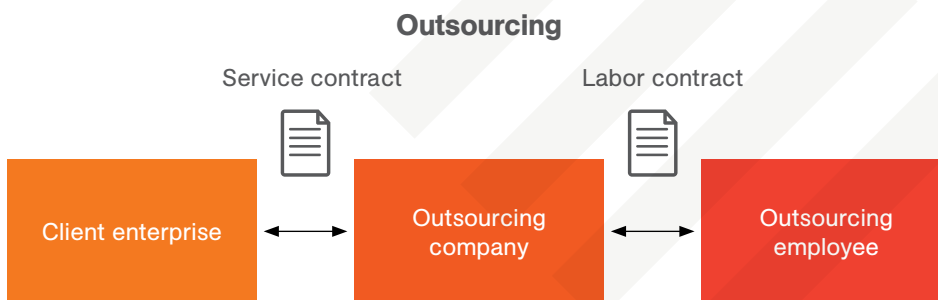 Outsourcing
Service contract
Labor contract
Client enterprise
Outsourcing
company
Outsourcing
employee